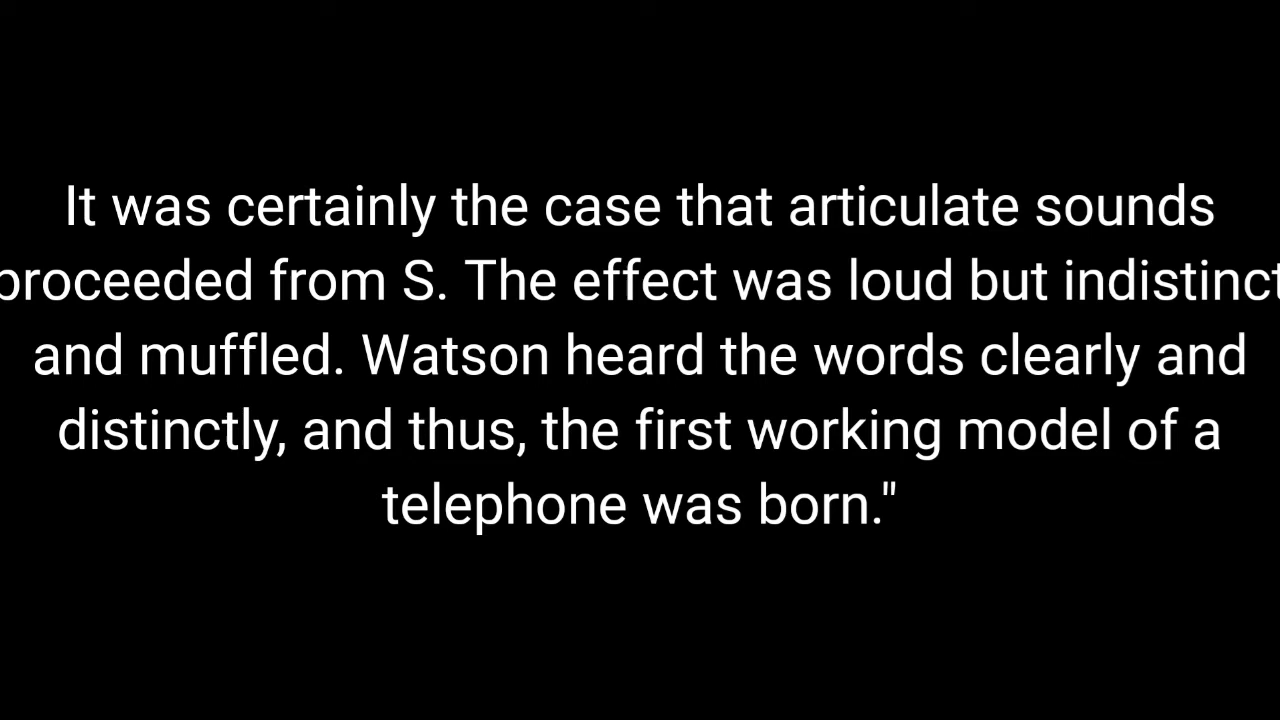 It was certainly the case that articulate sounds
proceeded from S. The effect was loud but indistinct
and muffled. Watson heard the words clearly and
distinctly, and thus, the first working model of a
telephone was born."